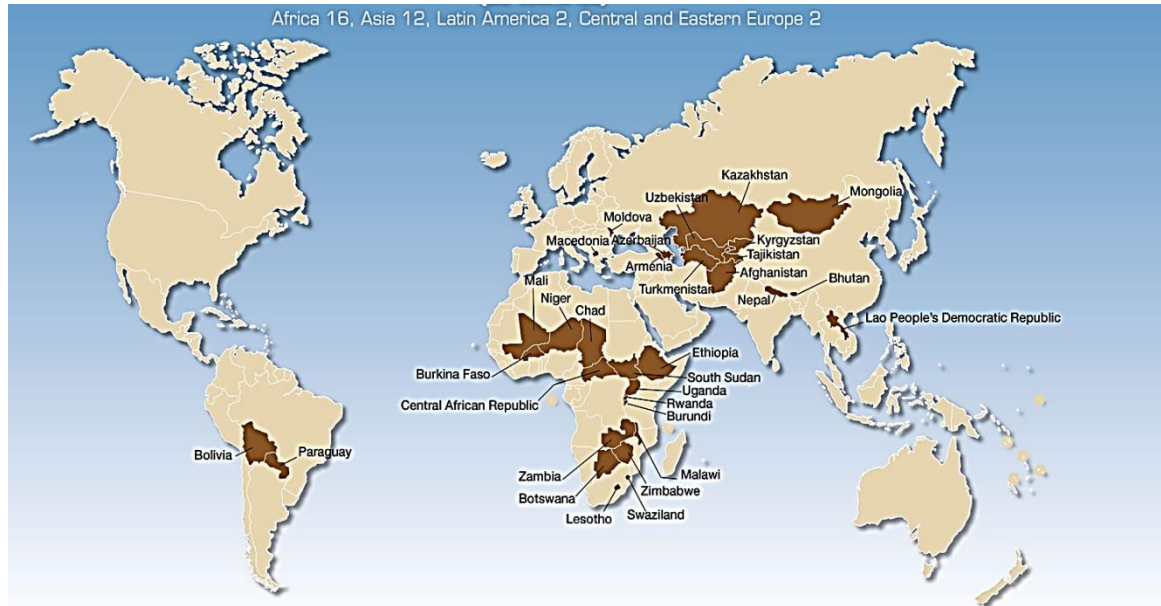 Africa 16, Asia 12, Latin America 2, Central and Eastern Europe 2
Kazakhstan
Mongolia
Uzbekistan
Moldova
Macedonia
Azerbaijan
Kyrgyzstan
Tajikistan
Armenia
Afghanistan
Mali
Turkmenistan
Bhutan
Niger
Nepal
Chad
Lao People's Democratic Republic
Ethiopia
Burkina Faso
South Sudan
Uganda
Central African Republic
Rwanda
Burundi
Bolivia
Paraguay
Zambia
Malawi
Botswana
Zimbabwe
Lesotho
Swaziland